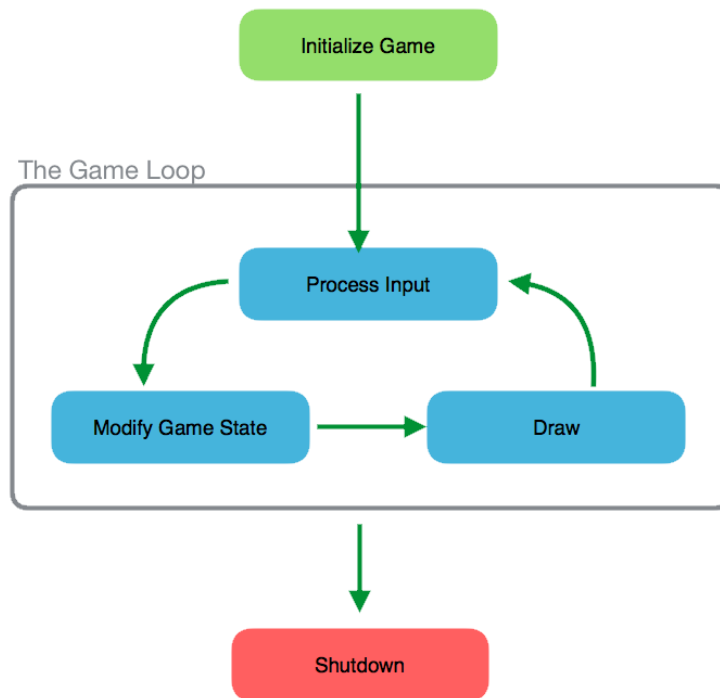 Initialize Game
The Game Loop
Process Input
Modify Game State
Draw
Shutdown